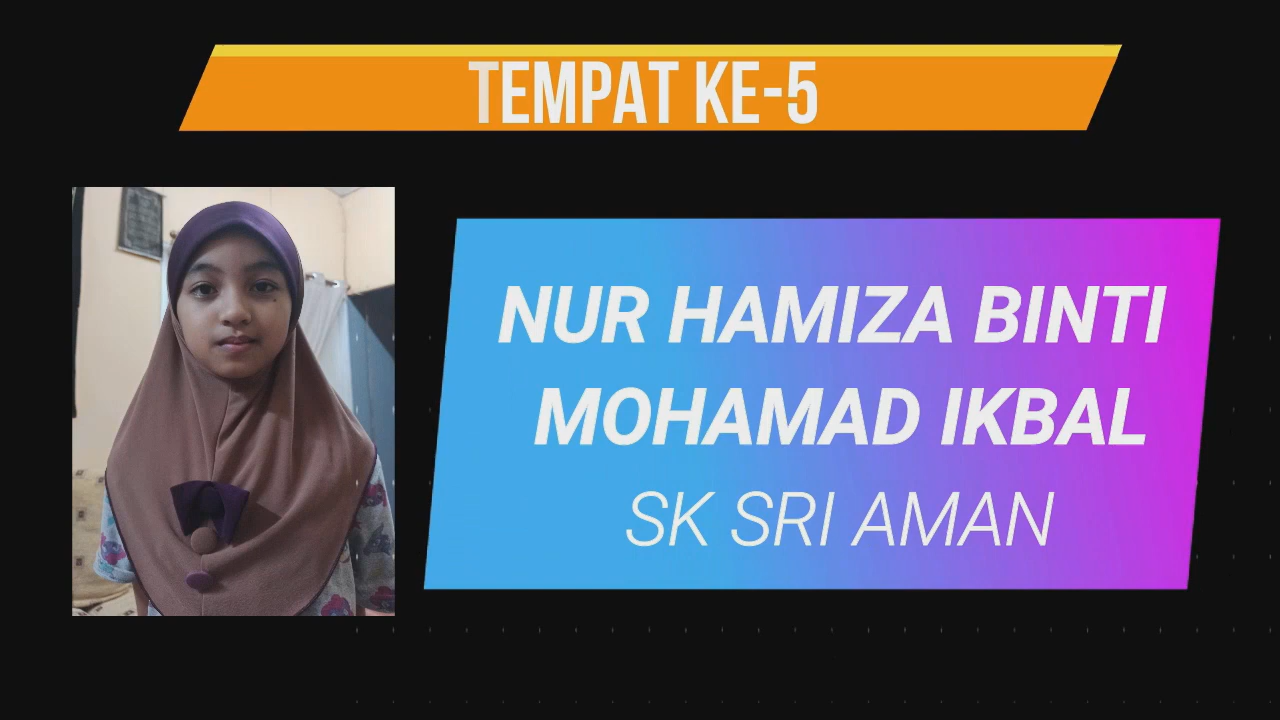 TEMPAT KE-5
NUR HAMIZA BINTI
MOHAMAD IKBAL
SK SRI AMAN